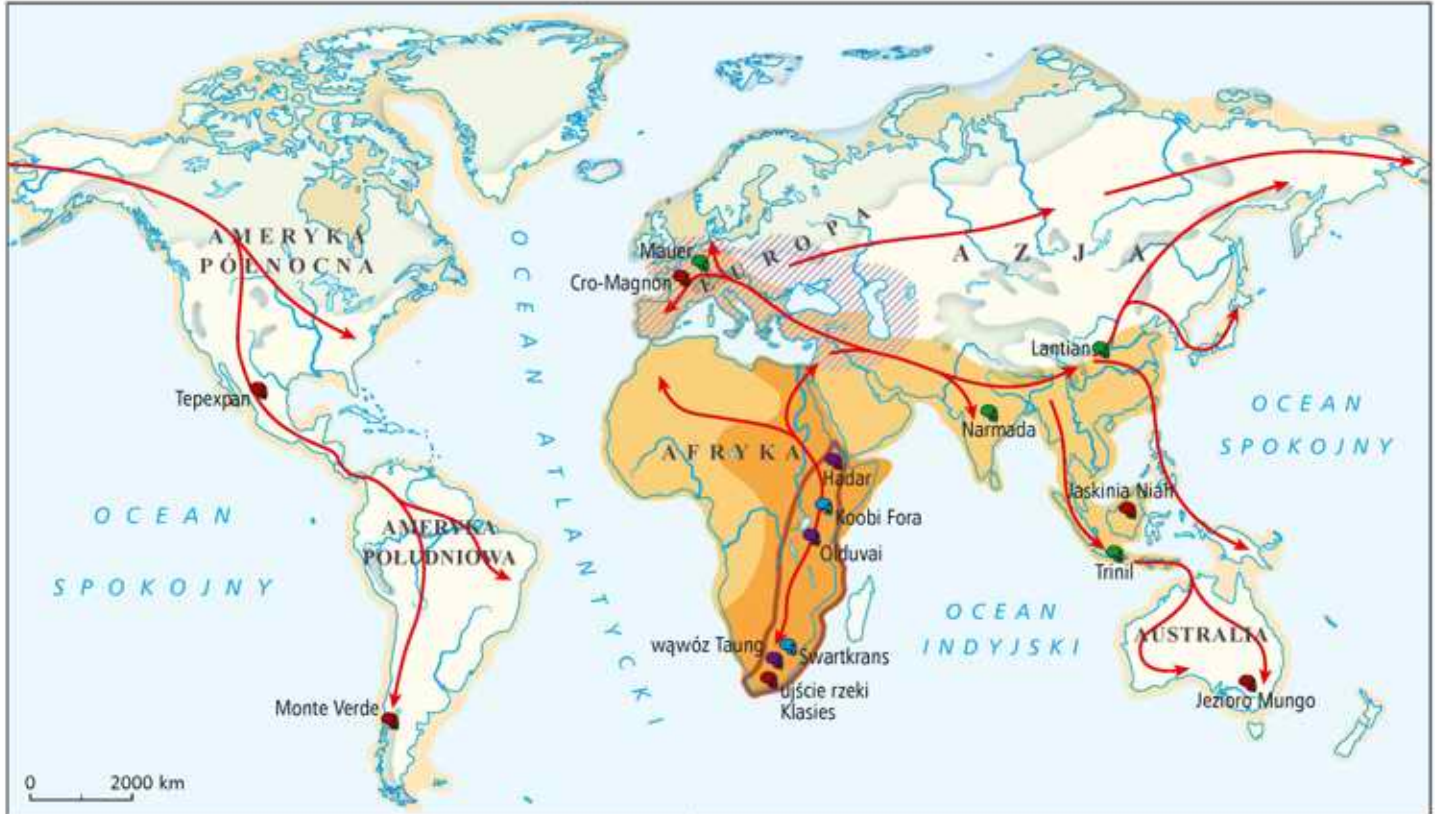 AMERYKA
PÓŁNOCNA
OCEAN ATLANTYCKI
EUROPA
AZJA
Mauer
Cro-Magnon
Lantian
Tepexpan
Narmada
OCEAN
SPOKOJNY
AFRYKA
Hadar
Jaskinia Niah
Koobi Fora
OCEAN
SPOKOJNY
AMERYKA
POŁUDNIOWA
Olduvai
Trinil
OCEAN
INDYJSKI
AUSTRALIA
wąwóz Taung
Swartkrans
ujście rzeki
Klasies
Jezioro Mungo
Monte Verde
0 2000 km